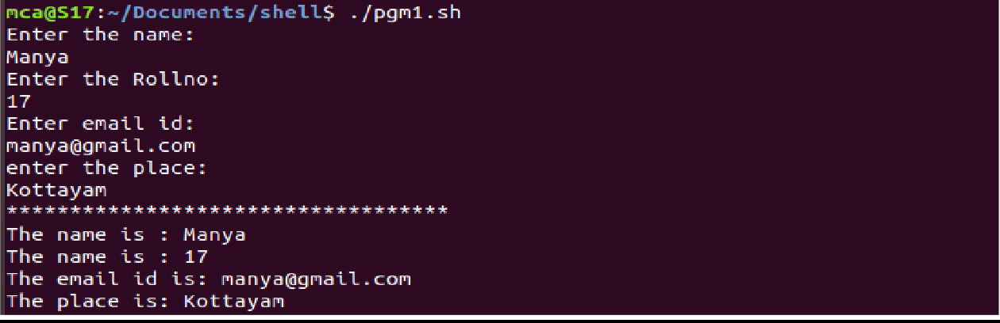 mca@S17:~/Documents/shell$ ./pgm1.sh
Enter the name:
Manya
Enter the Rollno:
17
Enter email id:
manya@gmail.com
enter the place:
Kottayam
***********************************
The name is : Manya
The name is : 17
The email id is: manya@gmail.com
The place is: Kottayam